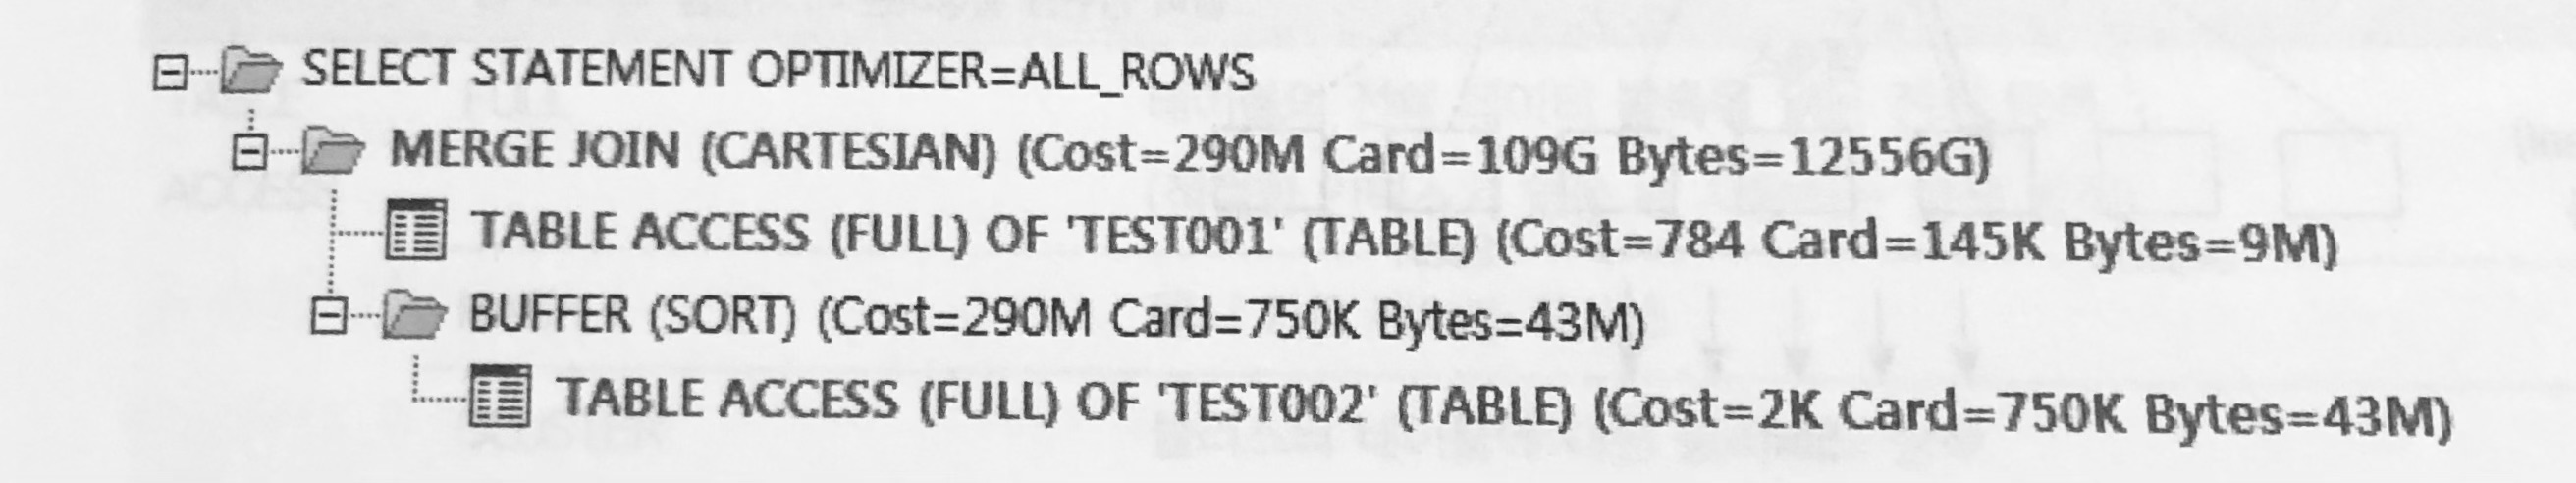 SELECT STATEMENT OPTIMIZER=ALL_ROWS
MERGE JOIN (CARTESIAN) (Cost=290M Card=109G Bytes=12556G)
TABLE ACCESS (FULL) OF 'TEST001' (TABLE) (Cost=784 Card=145K Bytes=9M)
BUFFER (SORT) (Cost=290M Card=750K Bytes=43M)
TABLE ACCESS (FULL) OF 'TEST002' (TABLE) (Cost=2K Card=750K Bytes=43M)